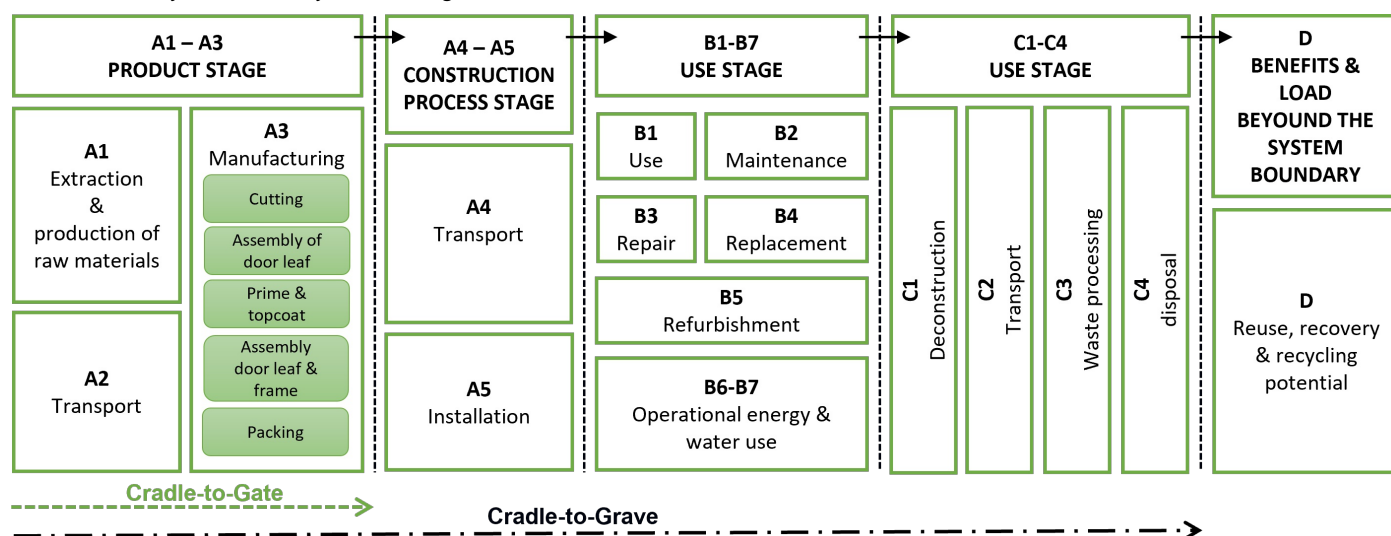 A1 – A3
PRODUCT STAGE
A4 – A5
CONSTRUCTION
PROCESS STAGE
B1-B7
USE STAGE
C1-C4
USE STAGE
D
BENEFITS &
LOAD
BEYOUND THE
SYSTEM
BOUNDARY
A1
Extraction
&
production of
raw materials
A2
Transport
A3
Manufacturing
Cutting
Assembly of
door leaf
Prime &
topcoat
Assembly
door leaf &
frame
Packing
A4
Transport
A5
Installation
B1
Use
B2
Maintenance
B3
Repair
B4
Replacement
B5
Refurbishment
B6-B7
Operational energy &
water use
C1
Deconstruction
C2
Transport
C3
Waste processing
C4
disposal
D
Reuse, recovery
& recycling
potential
Cradle-to-Gate
Cradle-to-Grave